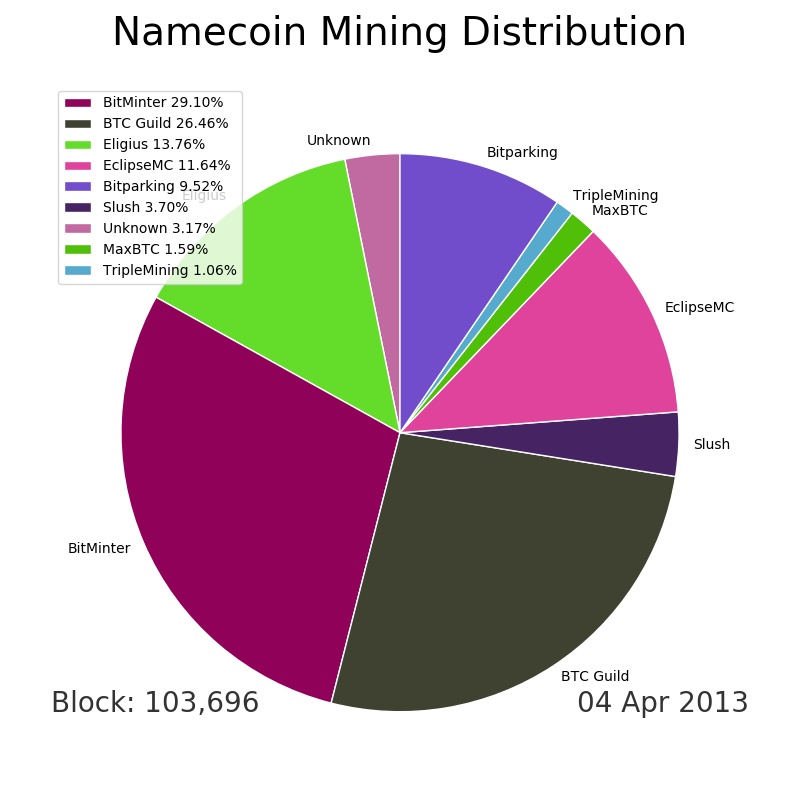 Namecoin Mining Distribution
BitMinter 29.10%
BTC Guild 26.46%
Eligius 13.76%
EclipseMC 11.64%
Bitparking 9.52%
Slush 3.70%
Unknown 3.17%
MaxBTC 1.59%
TripleMining 1.06%
Unknown
Bitparking
Eligius
TripleMining
MaxBTC
EclipseMC
Slush
BitMinter
BTC Guild
Block: 103,696
04 Apr 2013